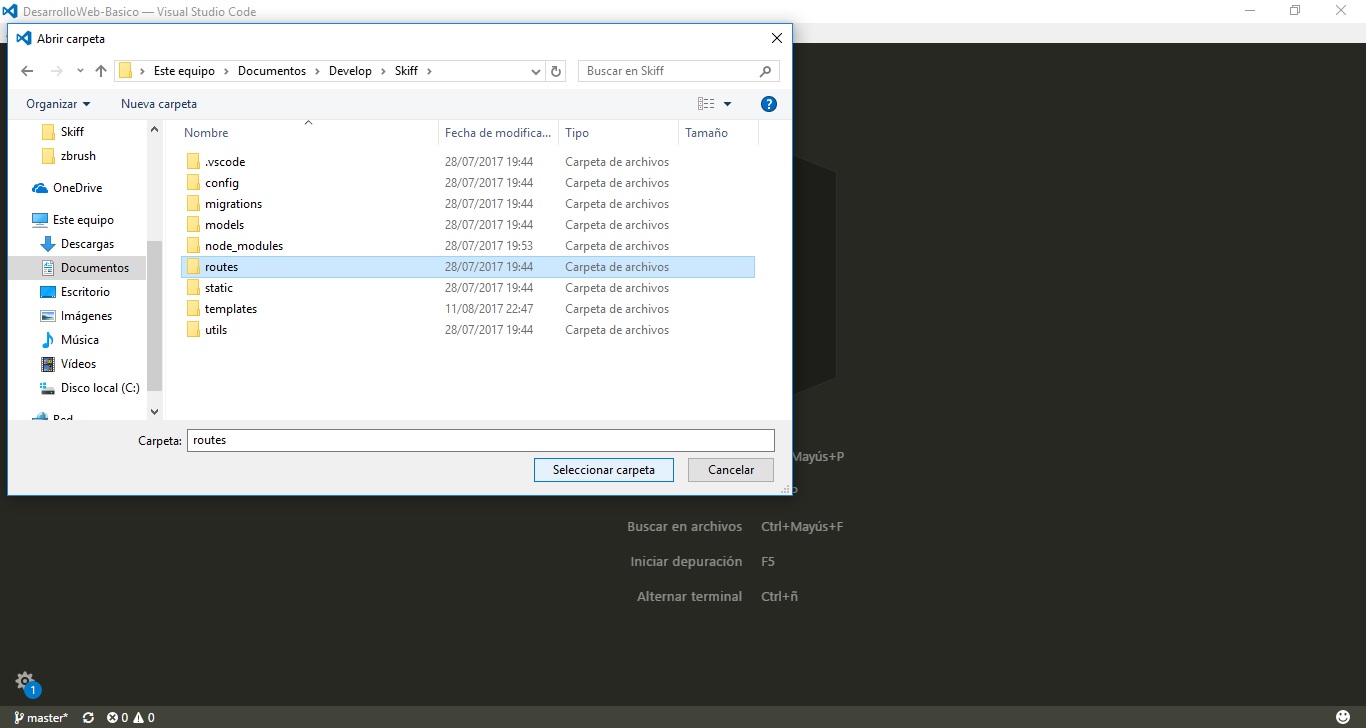 DesarrolloWeb-Basico — Visual Studio Code
Abrir carpeta
Este equipo Documentos Develop Skiff
Buscar en Skiff
Organizar Nueva carpeta
?
Skiff
zbrush
OneDrive
Este equipo
Descargas
Documentos
Escritorio
Imágenes
Música
Vídeos
Disco local (C:)
Red
Nombre Fecha de modifica... Tipo Tamaño
.vscode 28/07/2017 19:44 Carpeta de archivos
config 28/07/2017 19:44 Carpeta de archivos
migrations 28/07/2017 19:44 Carpeta de archivos
models 28/07/2017 19:44 Carpeta de archivos
node_modules 28/07/2017 19:53 Carpeta de archivos
routes 28/07/2017 19:44 Carpeta de archivos
static 28/07/2017 19:44 Carpeta de archivos
templates 11/08/2017 22:47 Carpeta de archivos
utils 28/07/2017 19:44 Carpeta de archivos
Carpeta: routes
Seleccionar carpeta Cancelar
Mayús+P
Buscar en archivos Ctrl+Mayús+F
Iniciar depuración F5
Alternar terminal Ctrl+ñ
1
master* 0 0